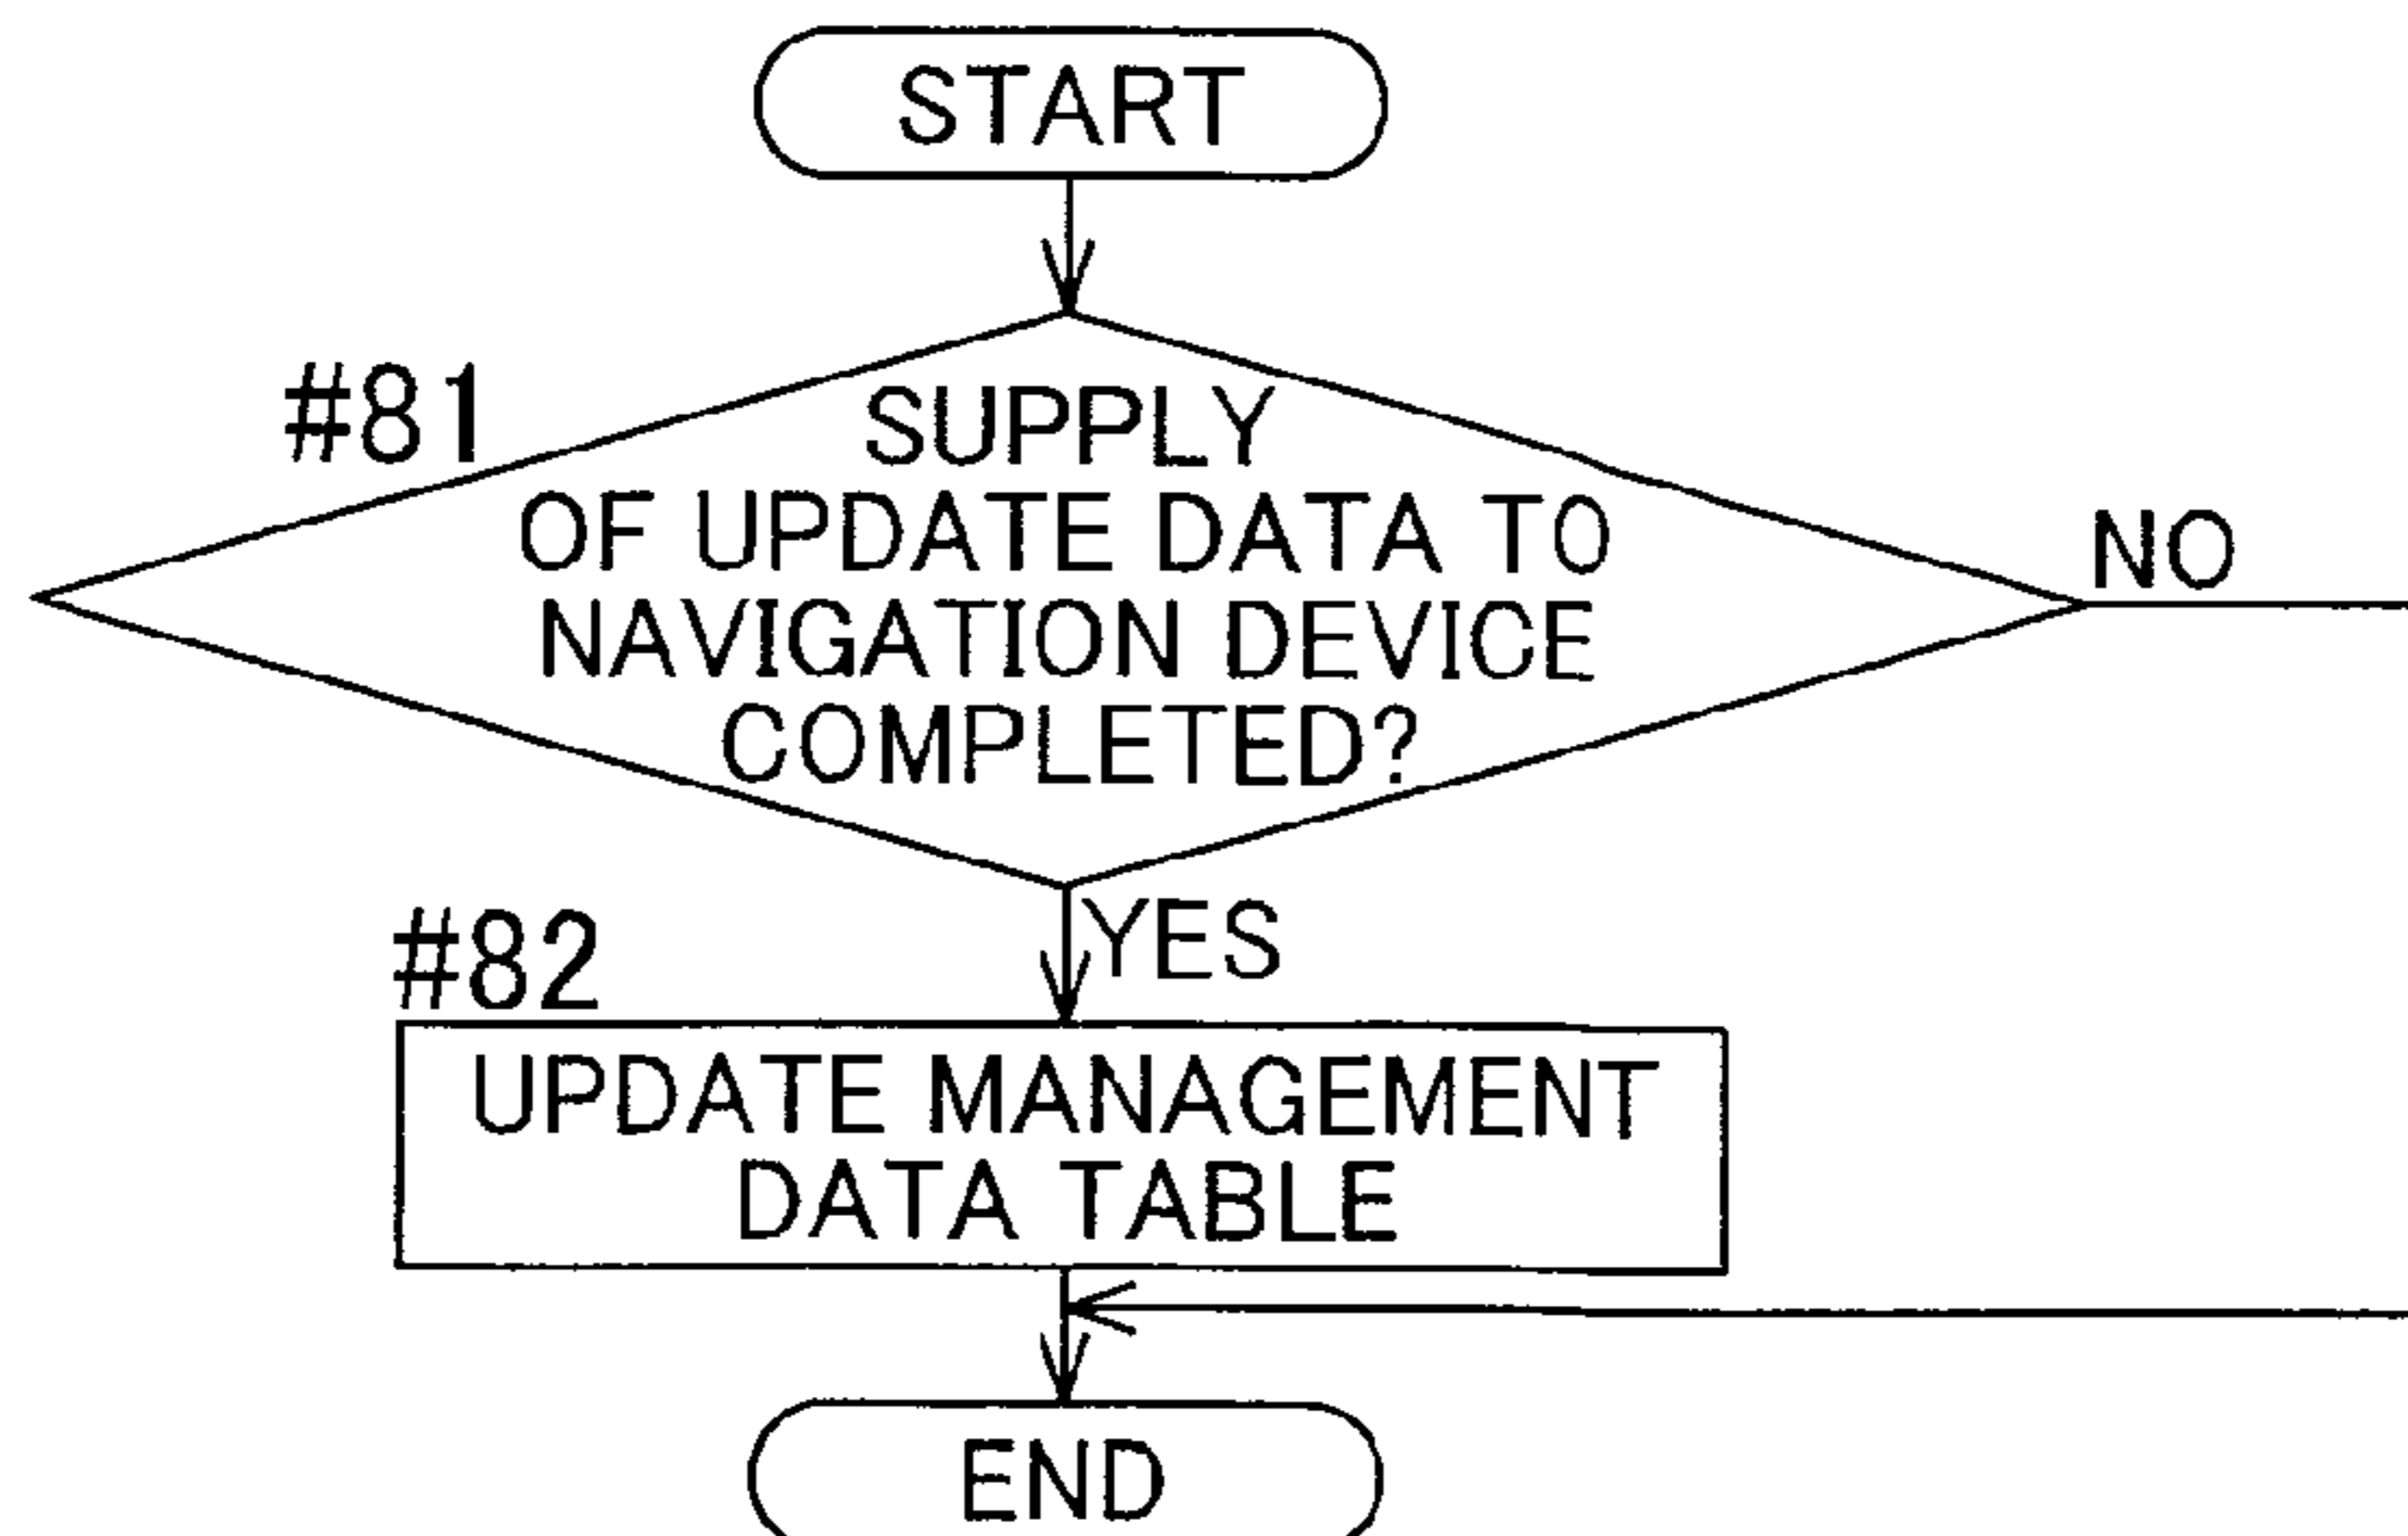 START
#81
SUPPLY
OF UPDATE DATA TO
NAVIGATION DEVICE
COMPLETED?
NO
YES
#82
UPDATE MANAGEMENT
DATA TABLE
END